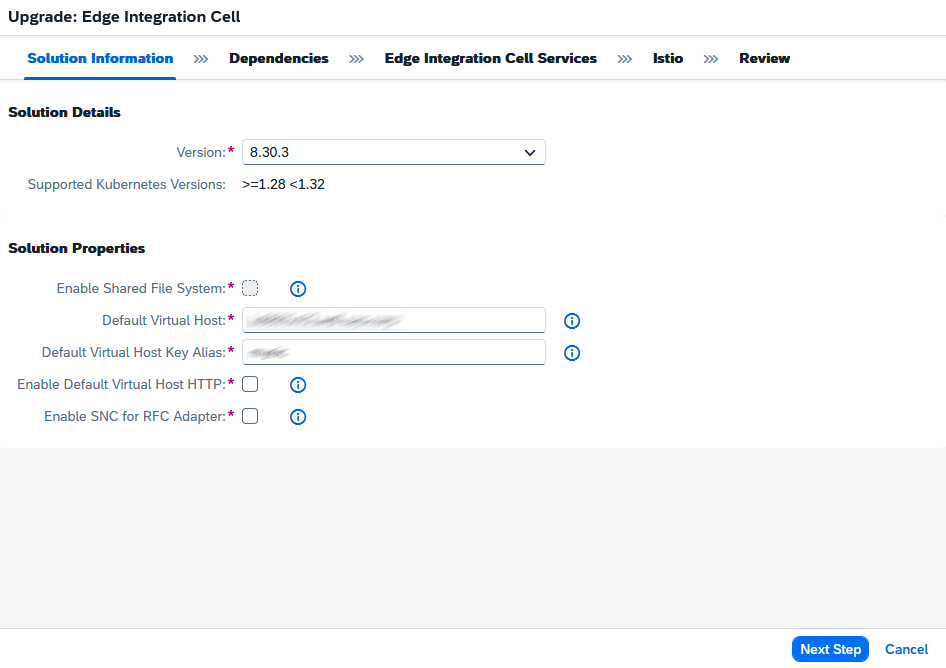 Upgrade: Edge Integration Cell
Solution Information Dependencies Edge Integration Cell Services Istio Review
Solution Details
Version:* 8.30.3
Supported Kubernetes Versions: >=1.28 <1.32
Solution Properties
Enable Shared File System:*
Default Virtual Host:*
Default Virtual Host Key Alias:*
Enable Default Virtual Host HTTP:*
Enable SNC for RFC Adapter:*
Next Step Cancel